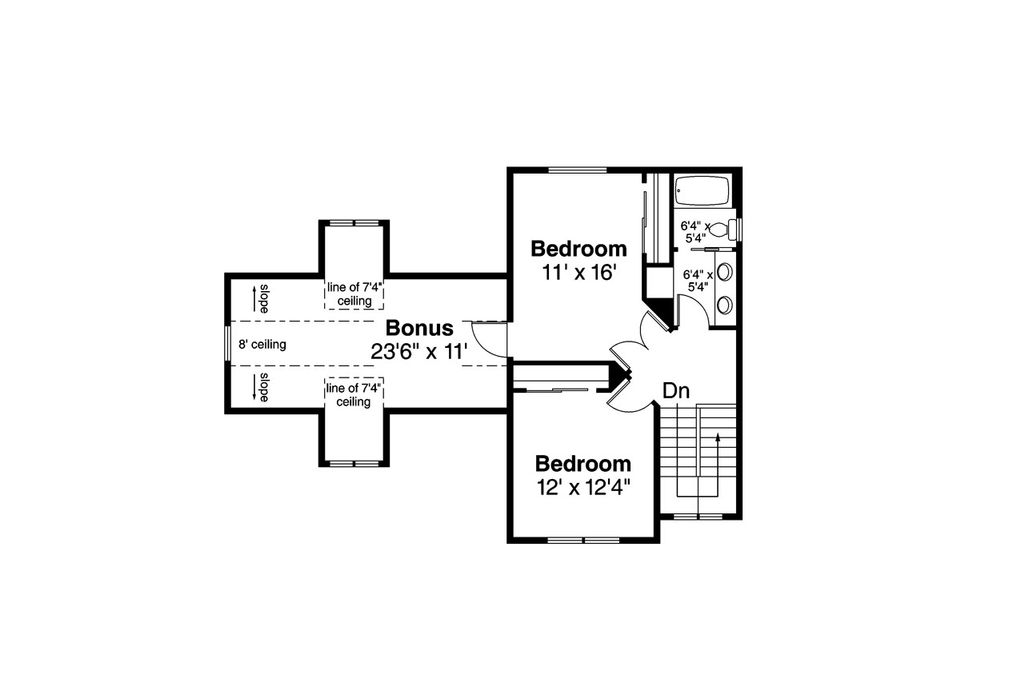 6'4" x
5'4"
Bedroom
11' x 16'
6'4" x
5'4"
slope
line of 7'4"
ceiling
Bonus
23'6" x 11'
8' ceiling
slope
line of 7'4"
ceiling
Dn
Bedroom
12' x 12'4"